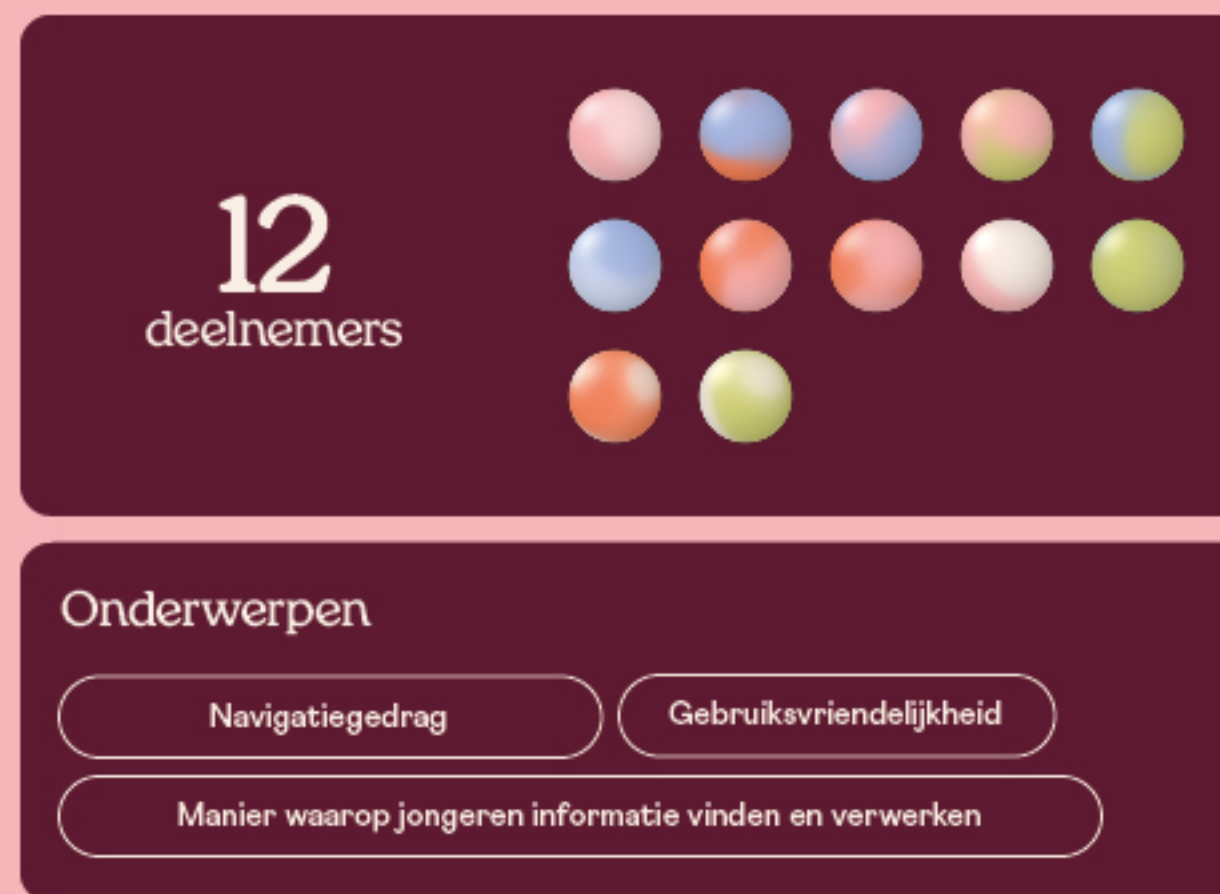 12
deelnemers
Onderwerpen
Navigatiegedrag
Gebruiksvriendelijkheid
Manier waarop jongeren informatie vinden en verwerken